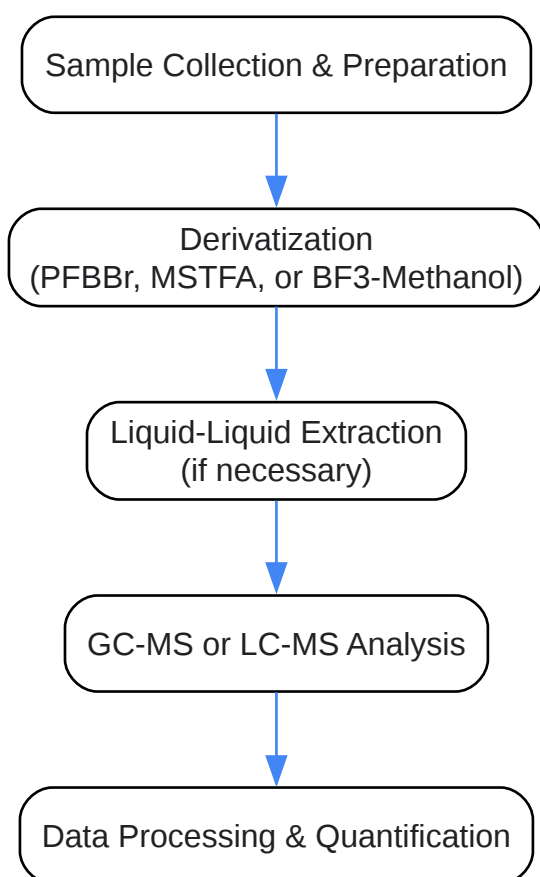 Sample Collection & Preparation
Derivatization
(PFBBr, MSTFA, or BF3-Methanol)
Liquid-Liquid Extraction
(if necessary)
GC-MS or LC-MS Analysis
Data Processing & Quantification